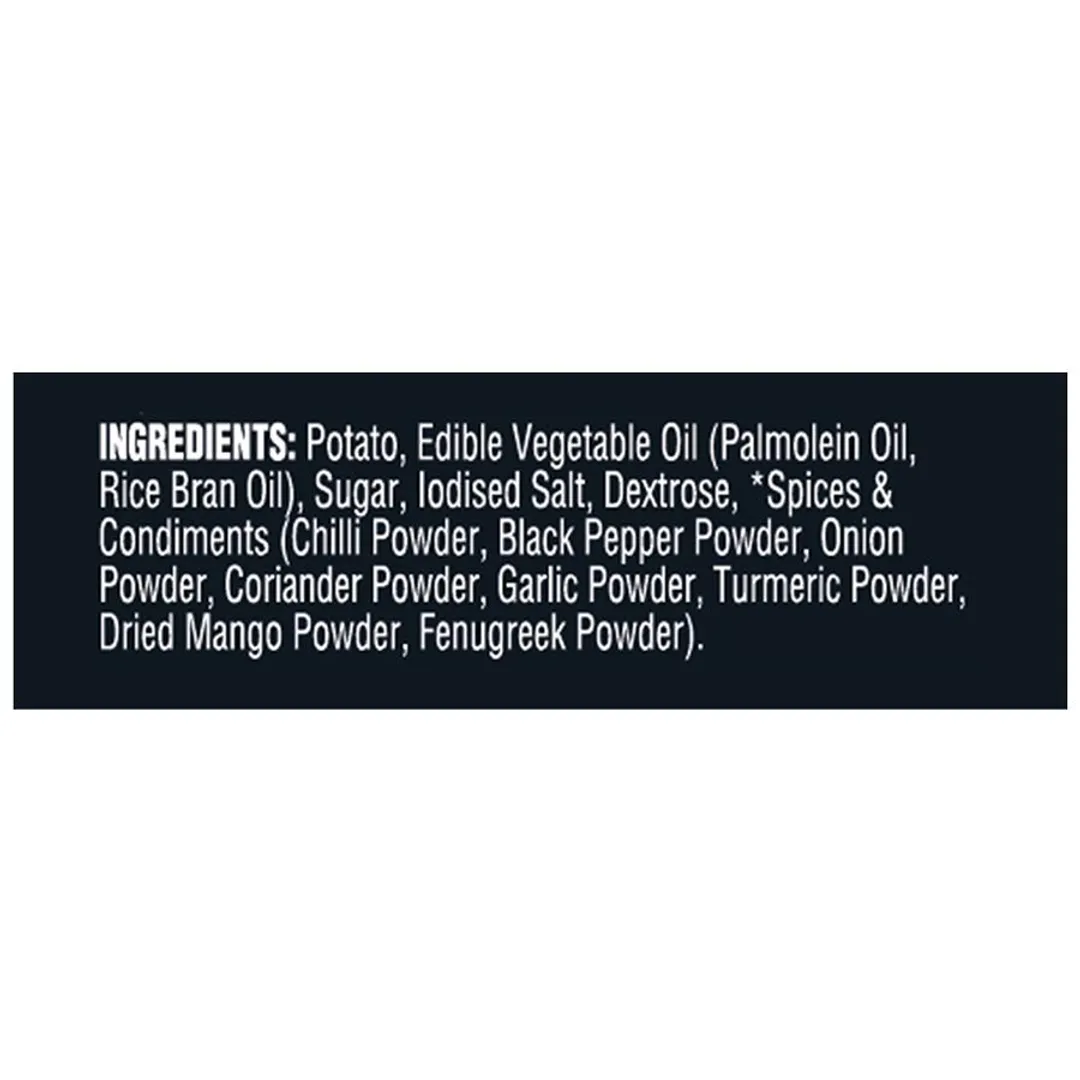 INGREDIENTS: Potato, Edible Vegetable Oil (Palmolein Oil,
Rice Bran Oil), Sugar, Iodised Salt, Dextrose, *Spices &
Condiments (Chilli Powder, Black Pepper Powder, Onion
Powder, Coriander Powder, Garlic Powder, Turmeric Powder,
Dried Mango Powder, Fenugreek Powder).